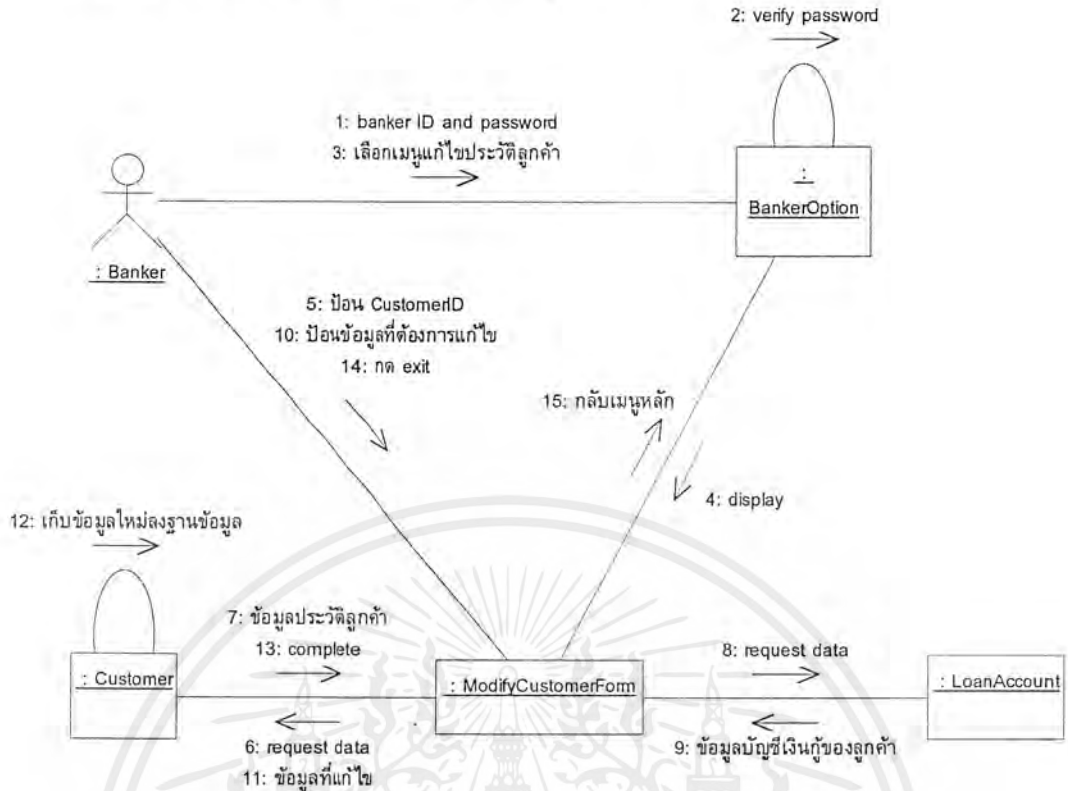 2: verify password
1: banker ID and password
3: เลือกเมนูแก้ไขประวัติลูกค้า
:
BankerOption
: Banker
5: ป้อน CustomerID
10: ป้อนข้อมูลที่ต้องการแก้ไข
14: กด exit
15: กลับเมนูหลัก
4: display
12: เก็บข้อมูลใหม่ลงฐานข้อมูล
7: ข้อมูลประวัติลูกค้า
13: complete
8: request data
: Customer
: ModifyCustomerForm
: LoanAccount
6: request data
11: ข้อมูลที่แก้ไข
9: ข้อมูลบัญชีเงินกู้ของลูกค้า